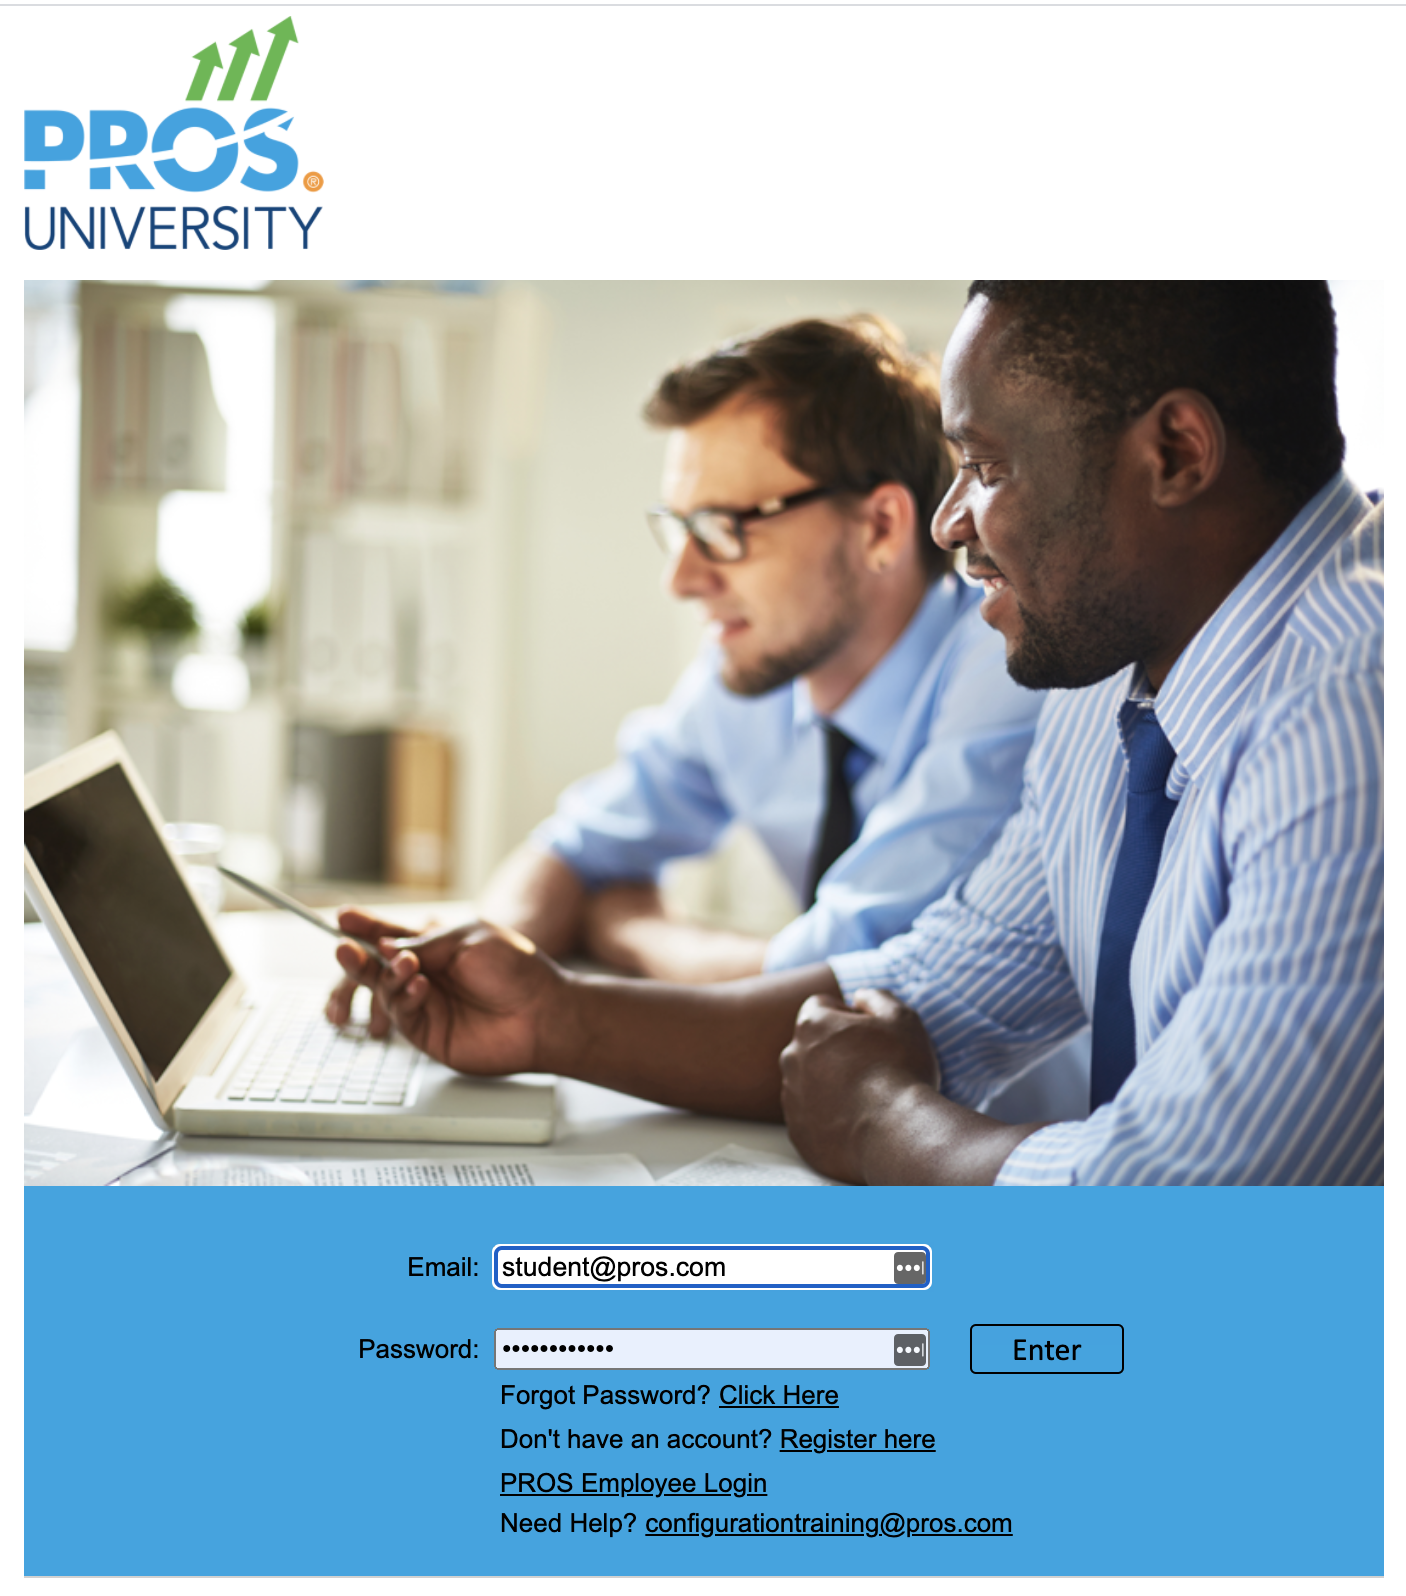 PROS®
UNIVERSITY
Email: student@pros.com
Password: ••••••••••••
Enter
Forgot Password? Click Here
Don't have an account? Register here
PROS Employee Login
Need Help? configurationtraining@pros.com